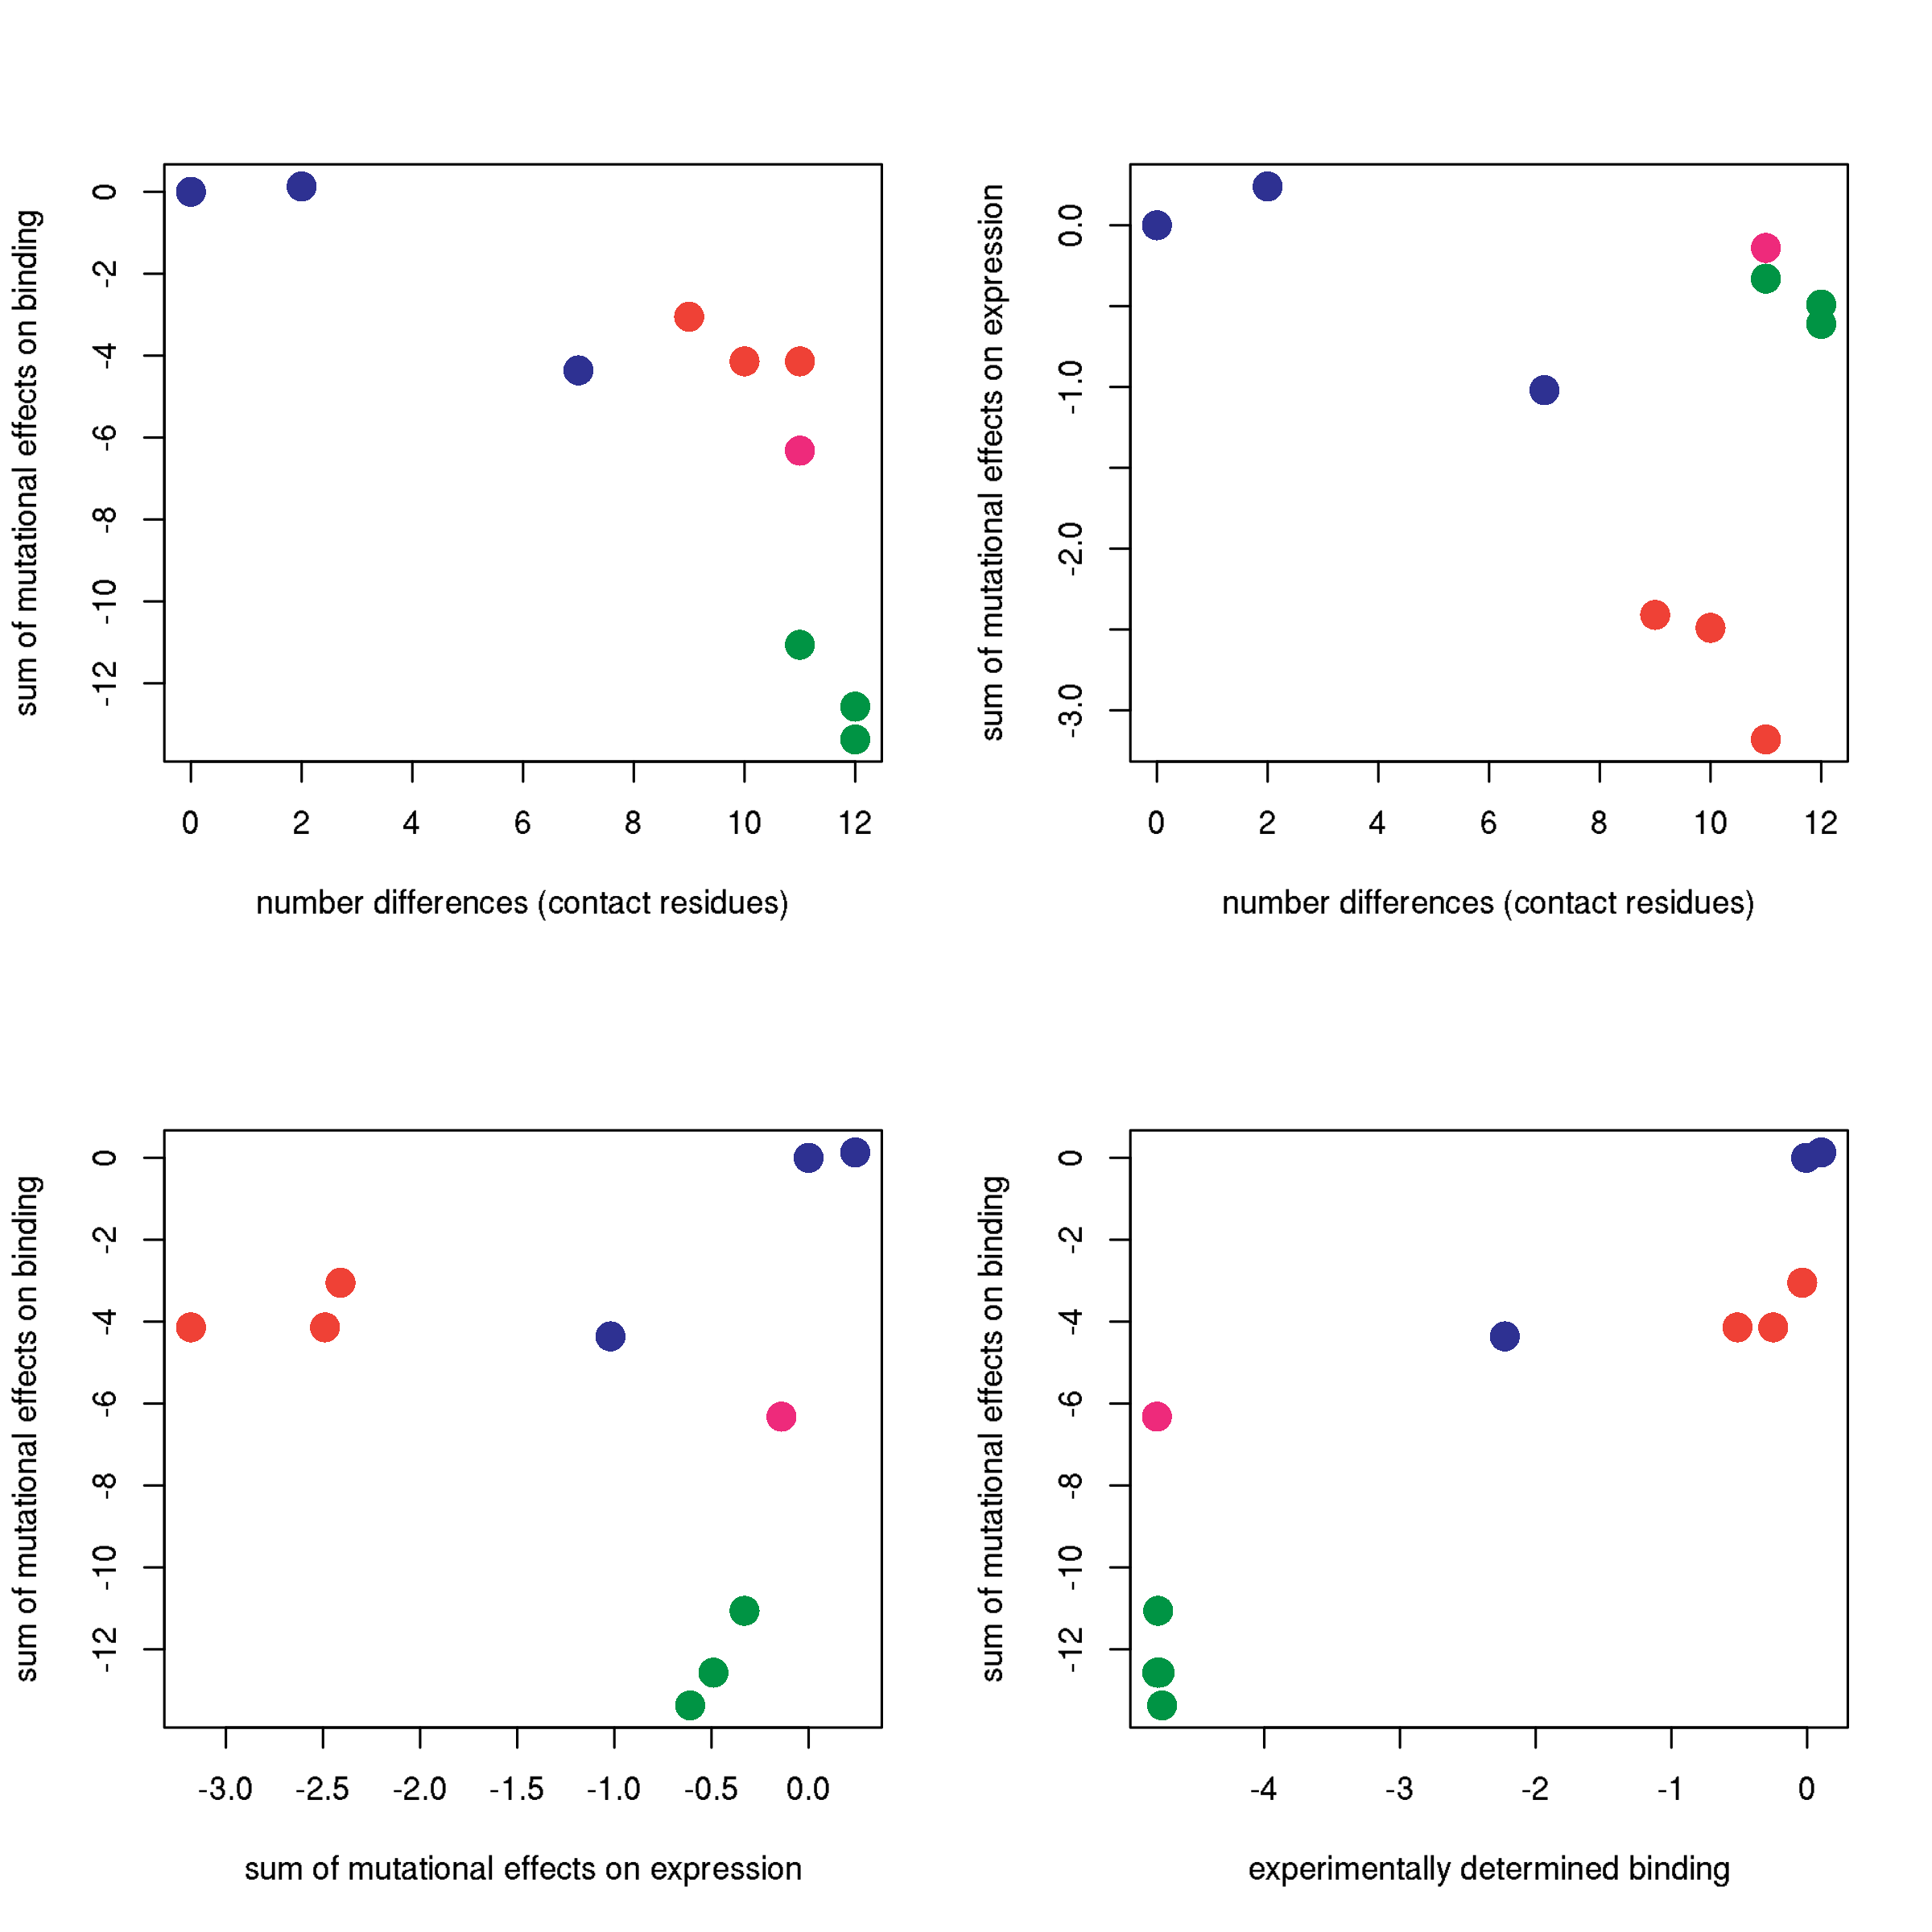 sum of mutational effects on binding
0
-2
-4
-6
-8
-10
-12
0 2 4 6 8 10 12
number differences (contact residues)
sum of mutational effects on expression
0.0
-1.0
-2.0
-3.0
0 2 4 6 8 10 12
number differences (contact residues)
sum of mutational effects on binding
0
-2
-4
-6
-8
-10
-12
-3.0 -2.5 -2.0 -1.5 -1.0 -0.5 0.0
sum of mutational effects on expression
sum of mutational effects on binding
0
-2
-4
-6
-8
-10
-12
-4 -3 -2 -1 0
experimentally determined binding